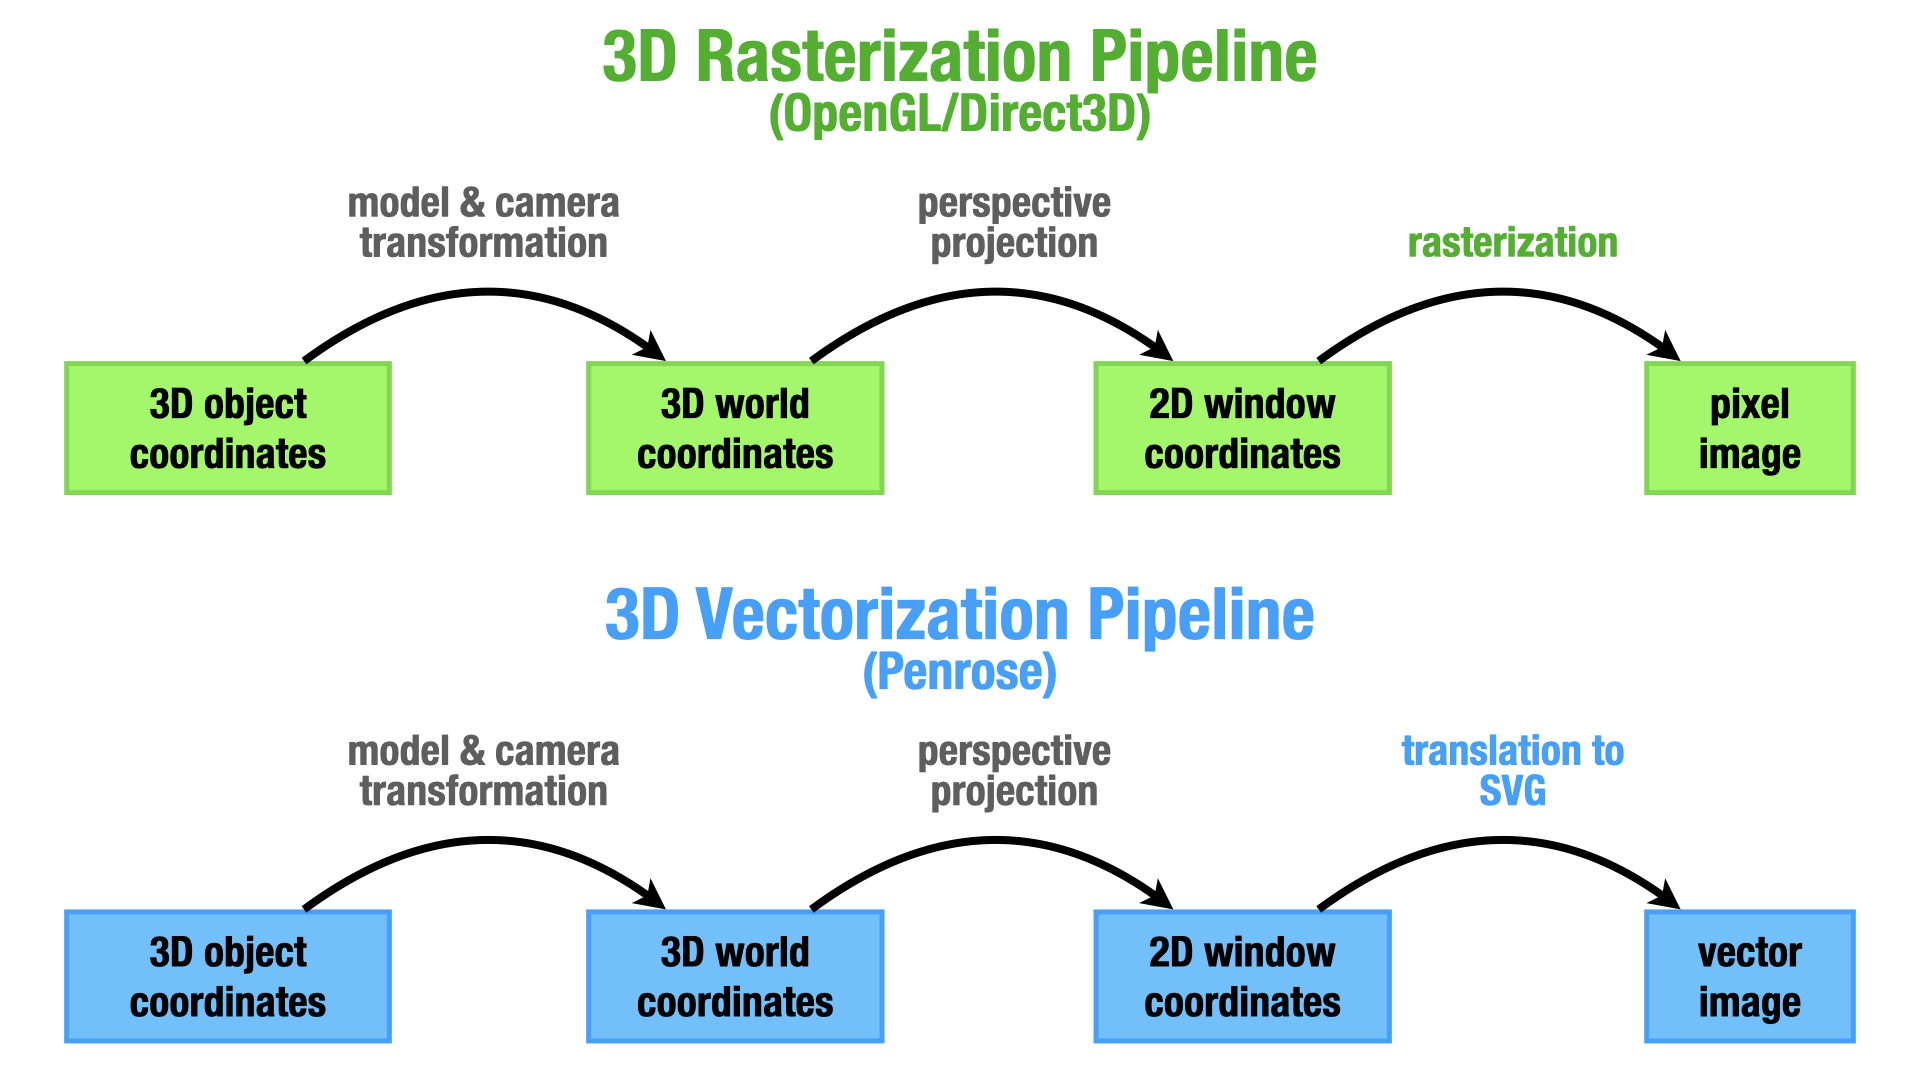 3D Rasterization Pipeline
(OpenGL/Direct3D)
model & camera
transformation
perspective
projection
rasterization
3D object
coordinates
3D world
coordinates
2D window
coordinates
pixel
image
3D Vectorization Pipeline
(Penrose)
model & camera
transformation
perspective
projection
translation to
SVG
3D object
coordinates
3D world
coordinates
2D window
coordinates
vector
image